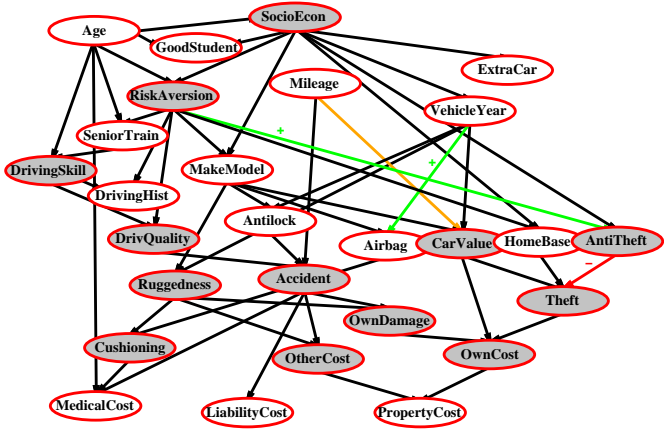 SocioEcon
Age
GoodStudent
ExtraCar
Mileage
RiskAversion
VehicleYear
+
SeniorTrain
+
DrivingSkill
MakeModel
DrivingHist
Antilock
DrivQuality
Airbag
CarValue
HomeBase
AntiTheft
−
Ruggedness
Accident
Theft
OwnDamage
Cushioning
OtherCost
OwnCost
MedicalCost
LiabilityCost
PropertyCost